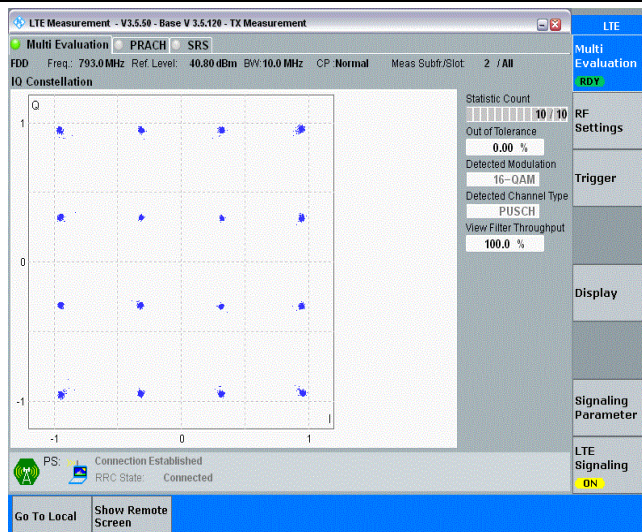 LTE Measurement - V3.5.50 - Base V 3.5.120 - TX Measurement
LTE
Multi Evaluation PRACH SRS
Multi
Evaluation
RDY
FDD Freq.: 793.0 MHz Ref. Level: 40.80 dBm BW: 10.0 MHz CP :Normal Meas Subfr./Slot: 2 / All
IQ Constellation
Q
1
0
-1
-1 0 1
I
Statistic Count
10 / 10
Out of Tolerance
0.00 %
Detected Modulation
16-QAM
Detected Channel Type
PUSCH
View Filter Throughput
100.0 %
RF
Settings
Trigger
Display
Signaling
Parameter
LTE
Signaling
ON
PS: Connection Established
RRC State: Connected
Go To Local
Show Remote
Screen